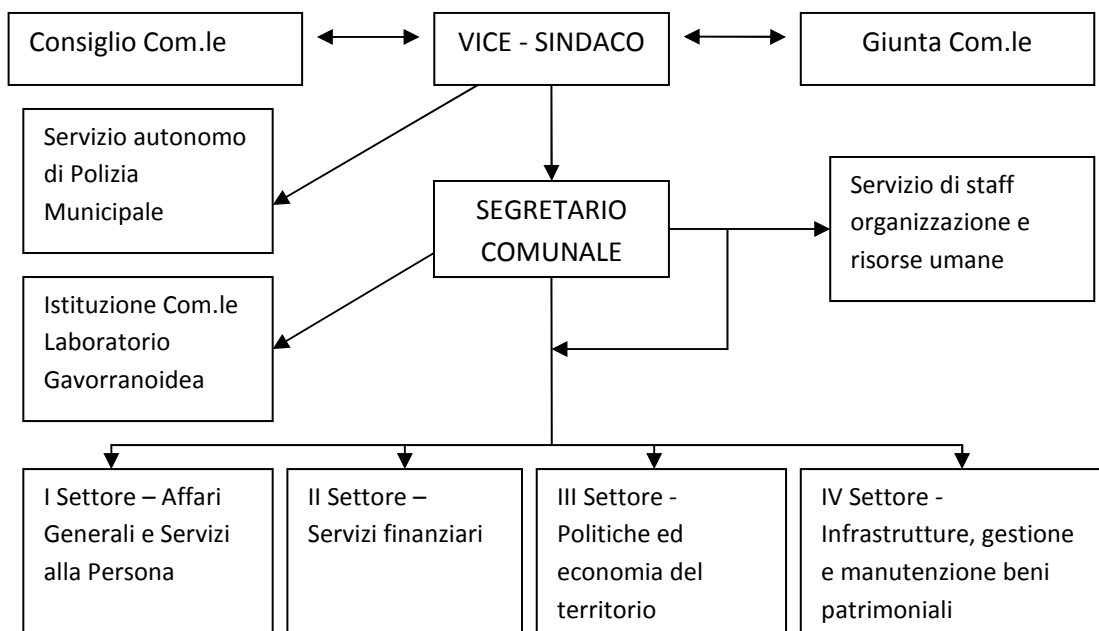 Consiglio Com.le
VICE - SINDACO
Giunta Com.le
Servizio autonomo
di Polizia
Municipale
SEGRETARIO
COMUNALE
Servizio di staff
organizzazione e
risorse umane
Istituzione Com.le
Laboratorio
Gavorranoidea
I Settore – Affari
Generali e Servizi
alla Persona
II Settore –
Servizi finanziari
III Settore -
Politiche ed
economia del
territorio
IV Settore -
Infrastrutture, gestione
e manutenzione beni
patrimoniali